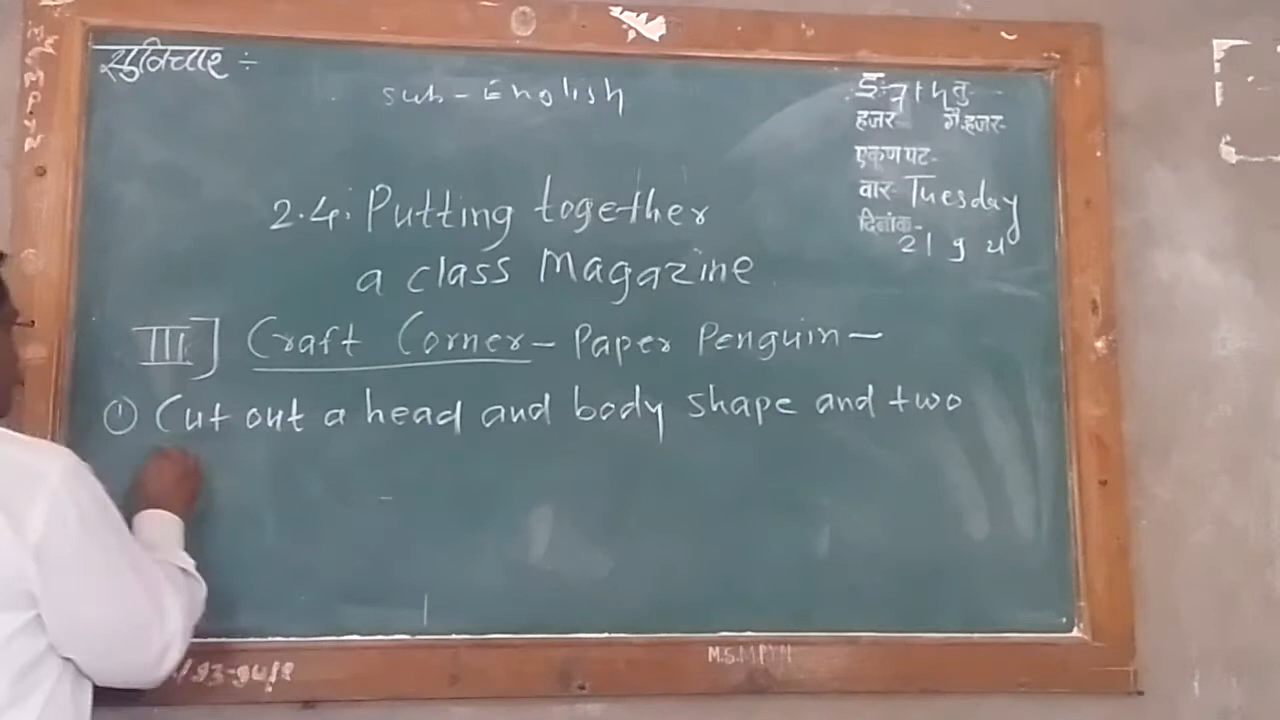 सुविचार ÷
sub - English
हजर- गै.हजर-
एकूण पट-
वार- Tuesday
दिनांक-
2.4. Putting together
a class Magazine
III] Craft Corner - Paper Penguin -
① Cut out a head and body shape and two